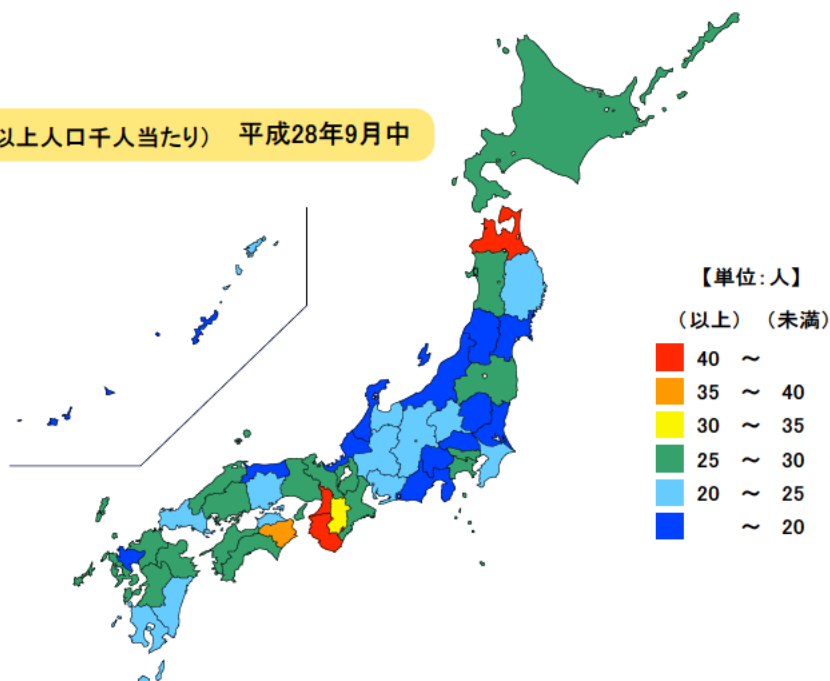 以上人口千人当たり) 平成28年9月中
【単位:人】
(以上) (未満)
40 ~
35 ~ 40
30 ~ 35
25 ~ 30
20 ~ 25
~ 20